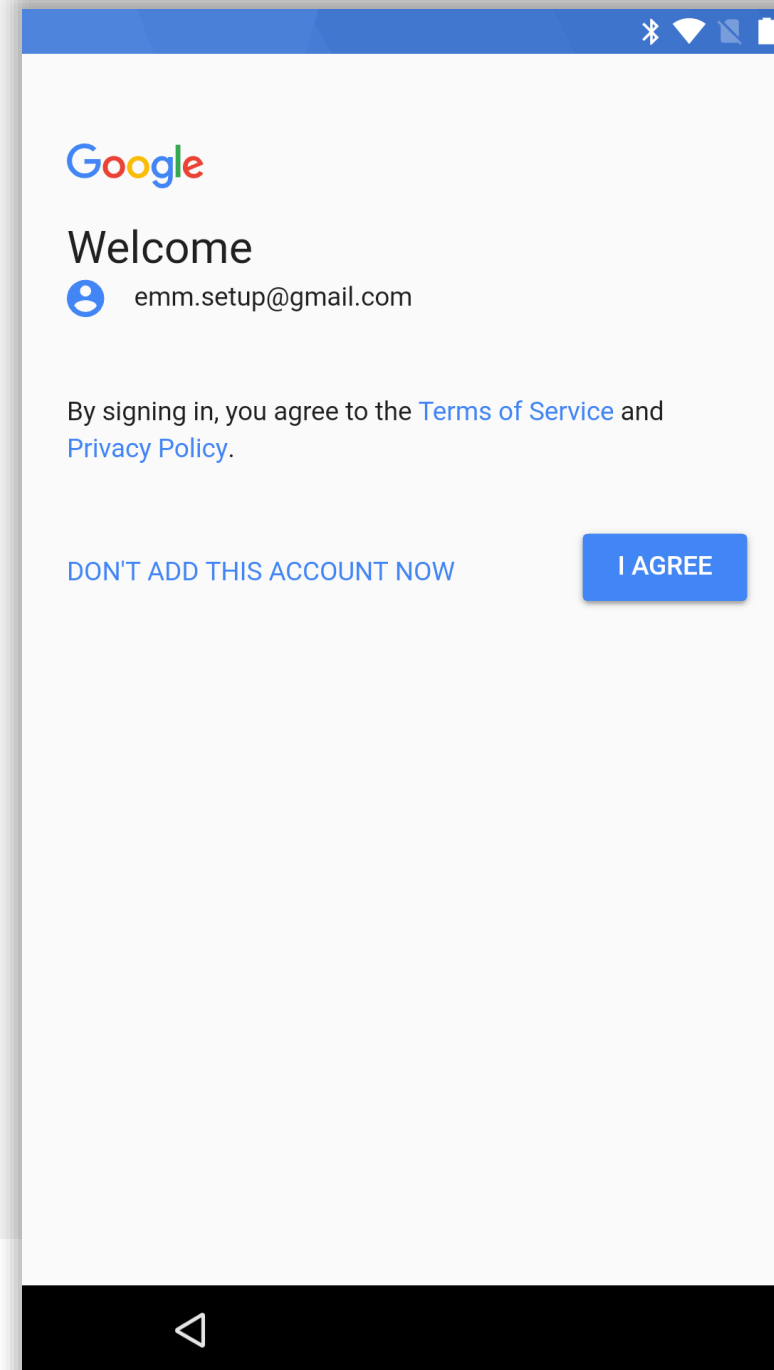 Google
Welcome
emm.setup@gmail.com
By signing in, you agree to the Terms of Service and
Privacy Policy.
DON'T ADD THIS ACCOUNT NOW
I AGREE